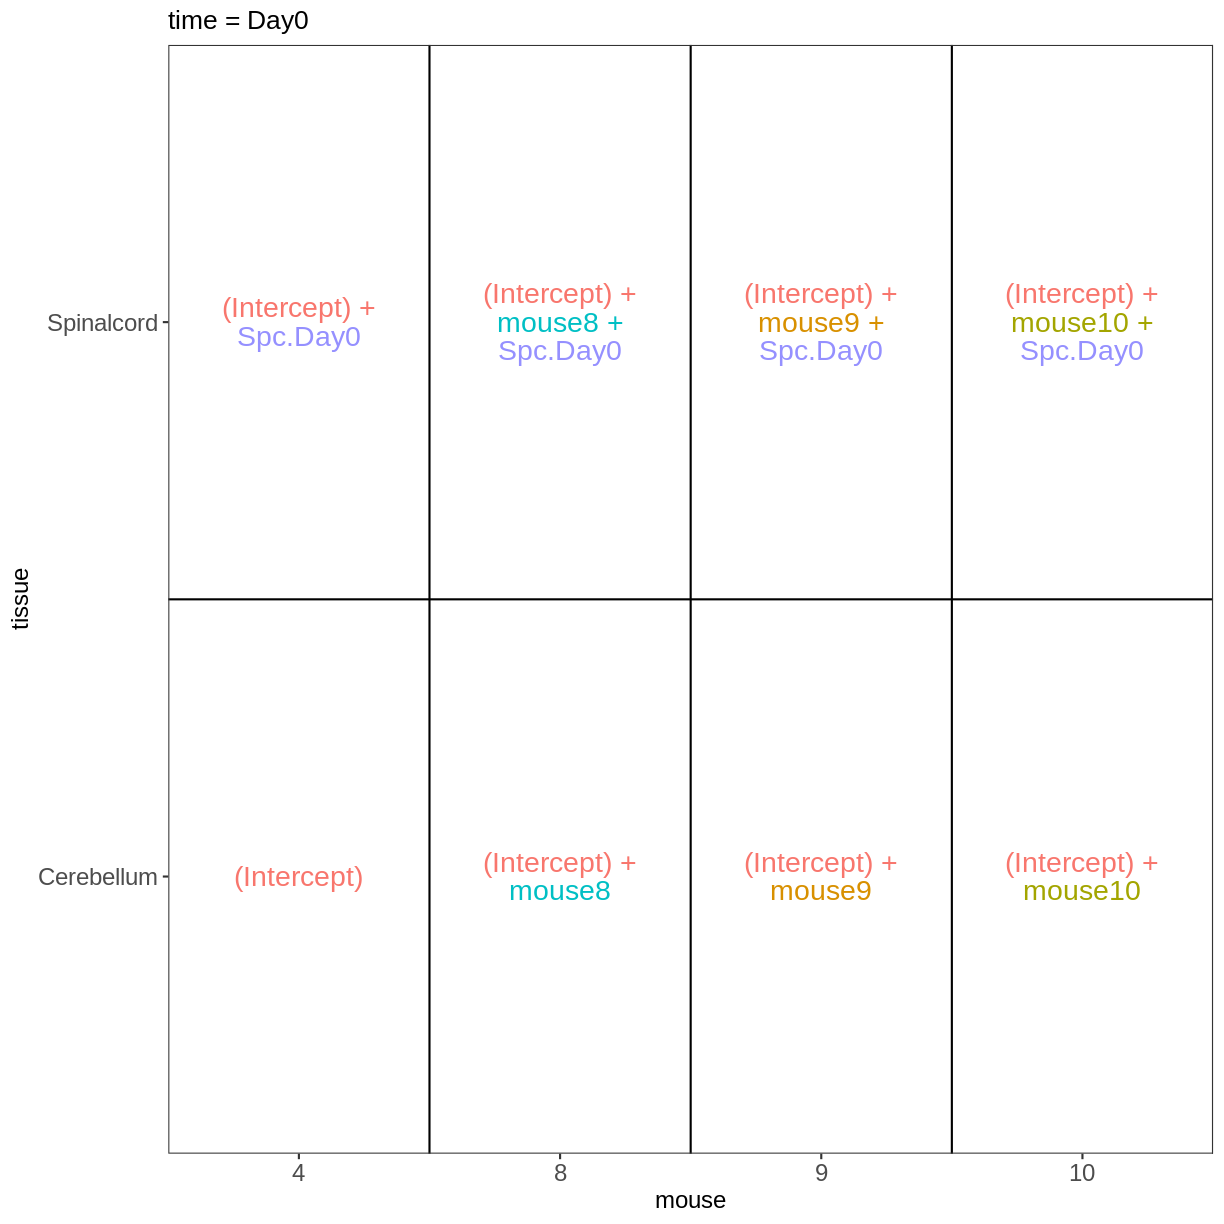 time = Day0
(Intercept) +
Spc.Day0
(Intercept) +
mouse8 +
Spc.Day0
(Intercept) +
mouse9 +
Spc.Day0
(Intercept) +
mouse10 +
Spc.Day0
Spinalcord
tissue
Cerebellum
(Intercept)
(Intercept) +
mouse8
(Intercept) +
mouse9
(Intercept) +
mouse10
4
8
9
10
mouse